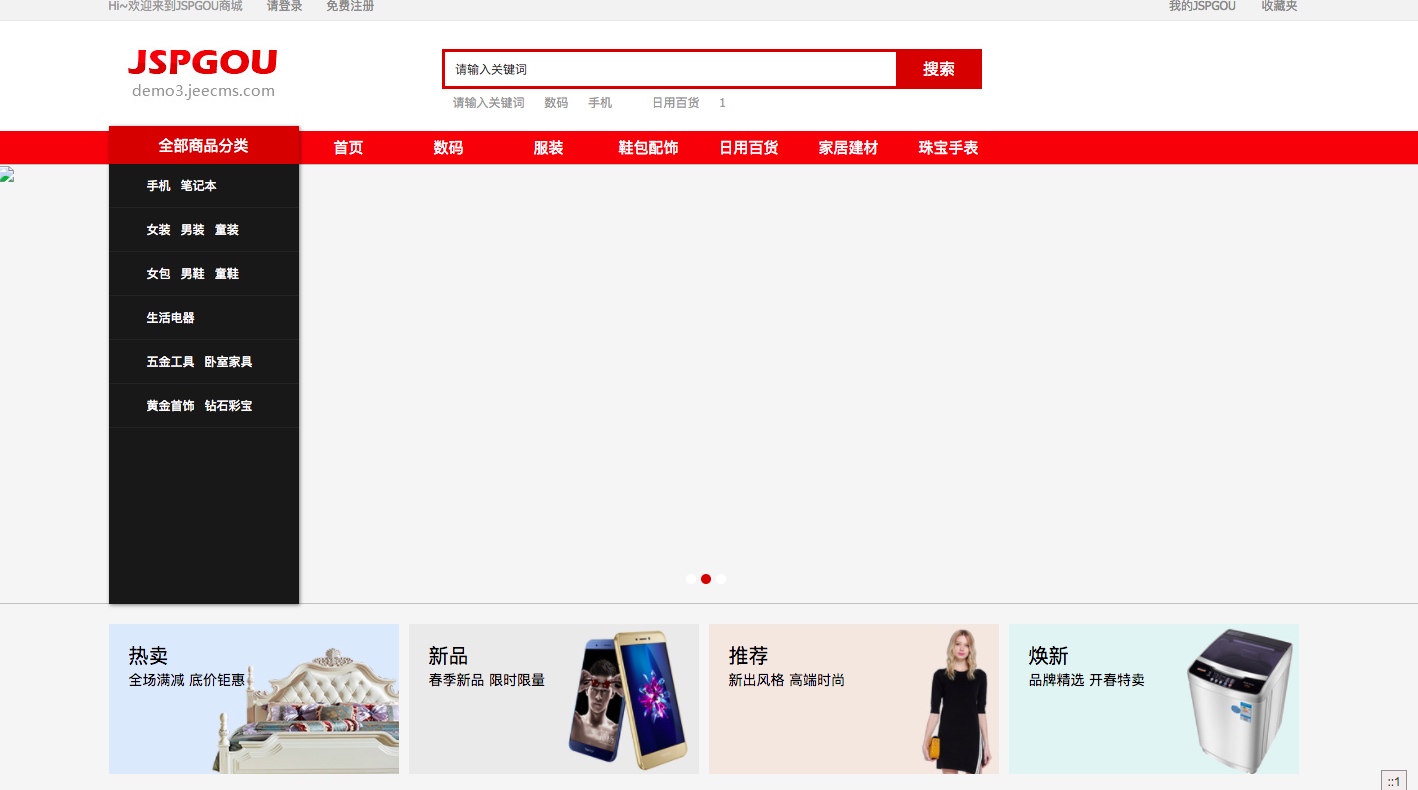 Hi~欢迎来到JSPGOU商城 请登录 免费注册 我的JSPGOU 收藏夹
JSPGOU
demo3.jeecms.com
请输入关键词 搜索
请输入关键词 数码 手机 日用百货 1
全部商品分类 首页 数码 服装 鞋包配饰 日用百货 家居建材 珠宝手表
手机 笔记本
女装 男装 童装
女包 男鞋 童鞋
生活电器
五金工具 卧室家具
黄金首饰 钻石彩宝
热卖
全场满减 底价钜惠
新品
春季新品 限时限量
推荐
新出风格 高端时尚
焕新
品牌精选 开春特卖
::1